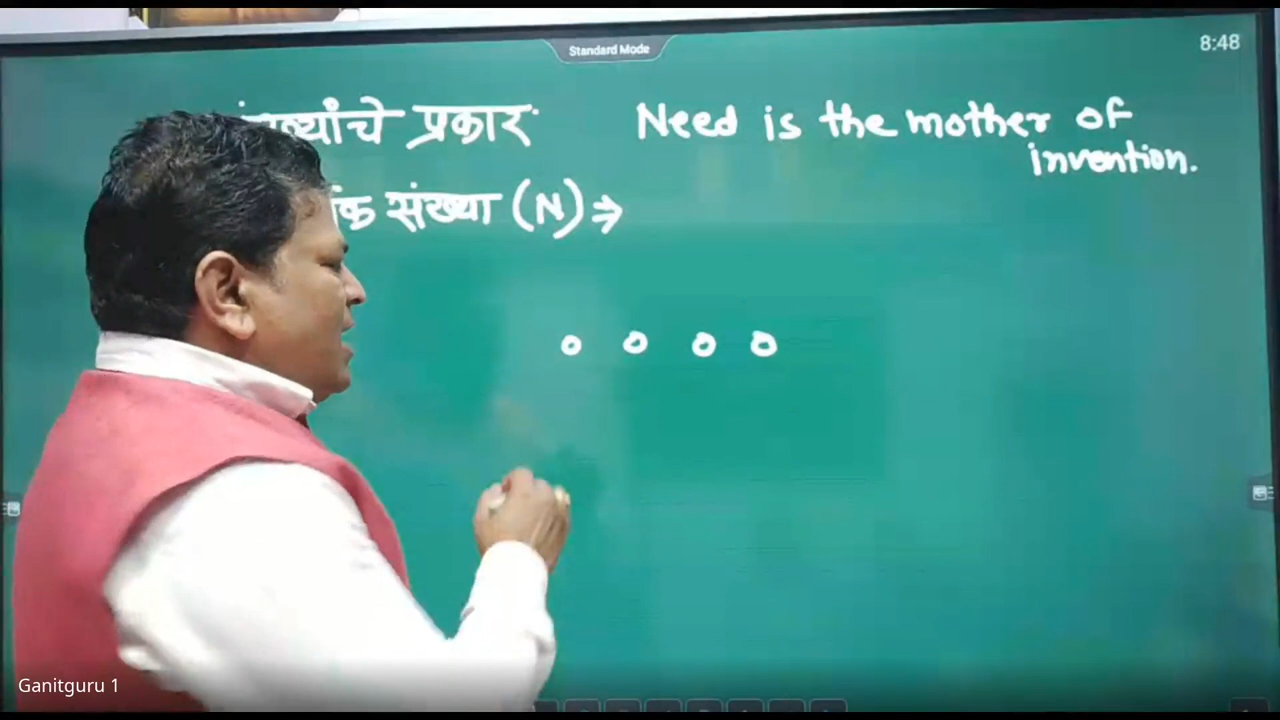 Standard Mode
8:48
प्रकार
Need is the mother of
invention.
संख्या (N) ⇒
o o o o
Ganitguru 1